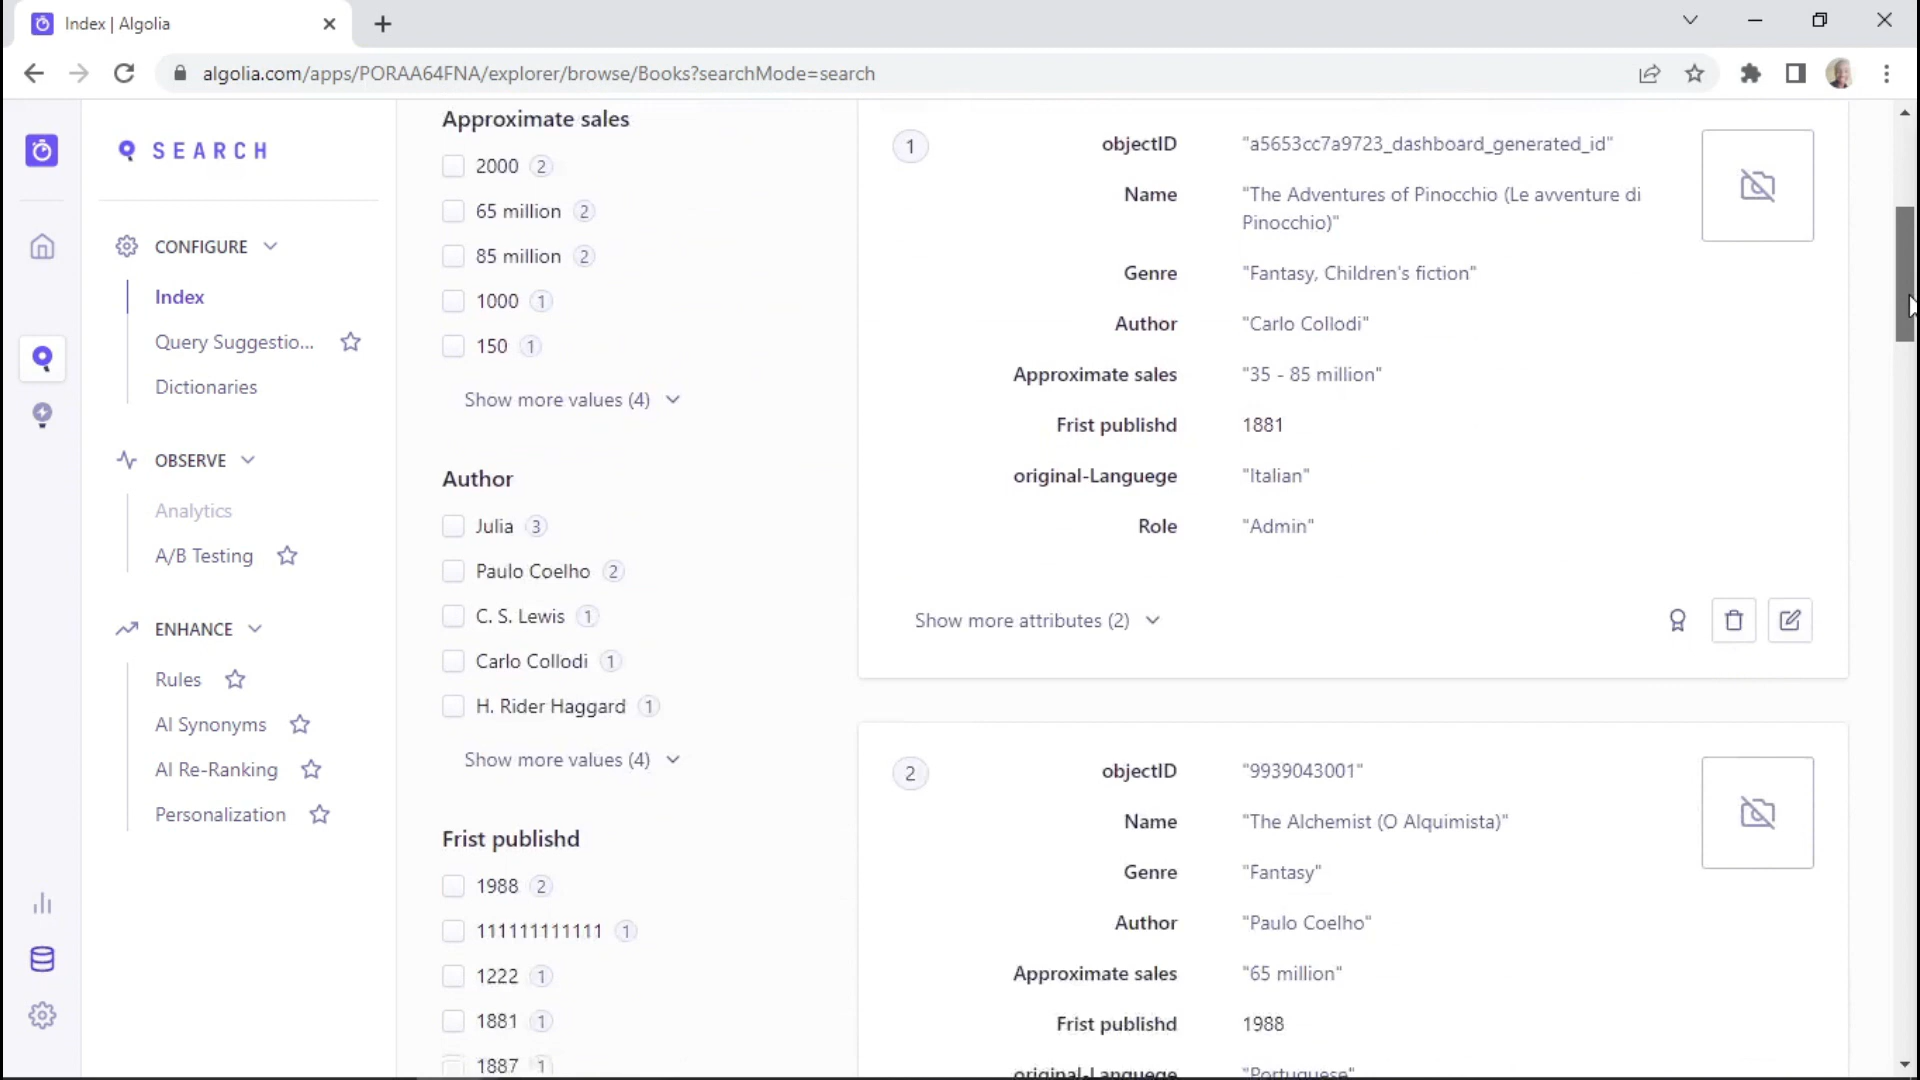 Index | Algolia
algolia.com/apps/PORAA64FNA/explorer/browse/Books?searchMode=search
SEARCH
CONFIGURE
Index
Query Suggestio...
Dictionaries
OBSERVE
Analytics
A/B Testing
ENHANCE
Rules
AI Synonyms
AI Re-Ranking
Personalization
Approximate sales
2000 2
65 million 2
85 million 2
1000 1
150 1
Show more values (4)
Author
Julia 3
Paulo Coelho 2
C. S. Lewis 1
Carlo Collodi 1
H. Rider Haggard 1
Show more values (4)
Frist publishd
1988 2
111111111111 1
1222 1
1881 1
1887 1
1
objectID "a5653cc7a9723_dashboard_generated_id"
Name "The Adventures of Pinocchio (Le avventure di
Pinocchio)"
Genre "Fantasy, Children's fiction"
Author "Carlo Collodi"
Approximate sales "35 - 85 million"
Frist publishd 1881
original-Languege "Italian"
Role "Admin"
Show more attributes (2)
2
objectID "9939043001"
Name "The Alchemist (O Alquimista)"
Genre "Fantasy"
Author "Paulo Coelho"
Approximate sales "65 million"
Frist publishd 1988
original-Languege "Portuguese"